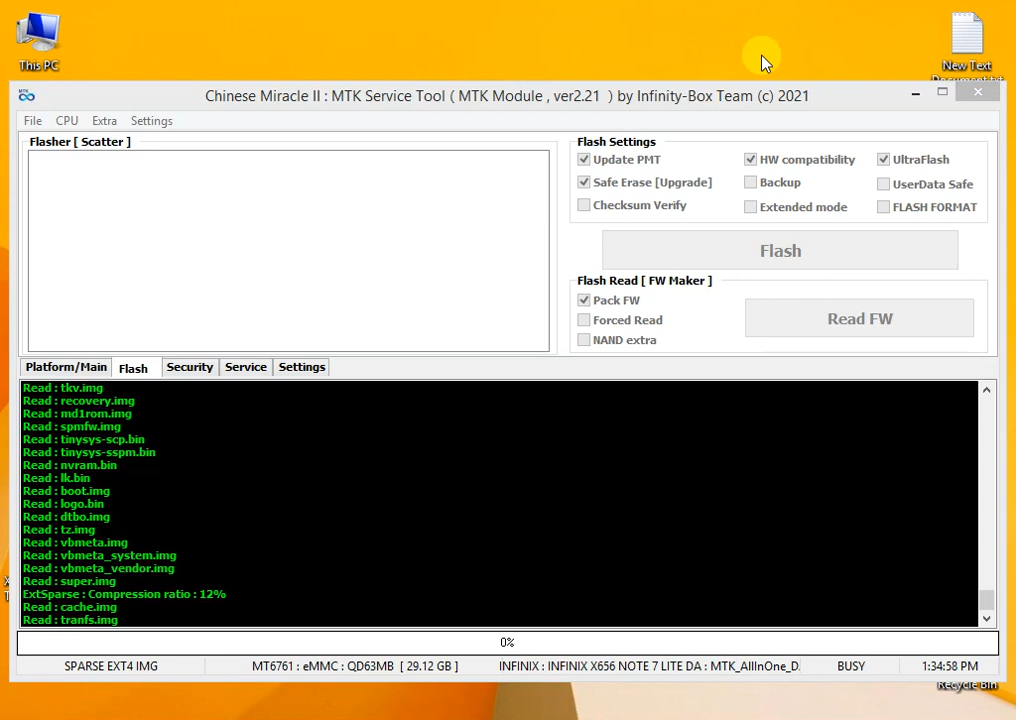 This PC
New Text
Document.txt
MTK
Chinese Miracle II : MTK Service Tool ( MTK Module , ver2.21 ) by Infinity-Box Team (c) 2021
File CPU Extra Settings
Flasher [ Scatter ]
Flash Settings
Update PMT HW compatibility UltraFlash
Safe Erase [Upgrade] Backup UserData Safe
Checksum Verify Extended mode FLASH FORMAT
Flash
Flash Read [ FW Maker ]
Pack FW
Forced Read
NAND extra
Read FW
Platform/Main Flash Security Service Settings
Read : tkv.img
Read : recovery.img
Read : md1rom.img
Read : spmfw.img
Read : tinysys-scp.bin
Read : tinysys-sspm.bin
Read : nvram.bin
Read : lk.bin
Read : boot.img
Read : logo.bin
Read : dtbo.img
Read : tz.img
Read : vbmeta.img
Read : vbmeta_system.img
Read : vbmeta_vendor.img
Read : super.img
ExtSparse : Compression ratio : 12%
Read : cache.img
Read : tranfs.img
0%
SPARSE EXT4 IMG MT6761 : eMMC : QD63MB [ 29.12 GB ] INFINIX : INFINIX X656 NOTE 7 LITE DA : MTK_AllInOne_D. BUSY 1:34:58 PM
Recycle Bin